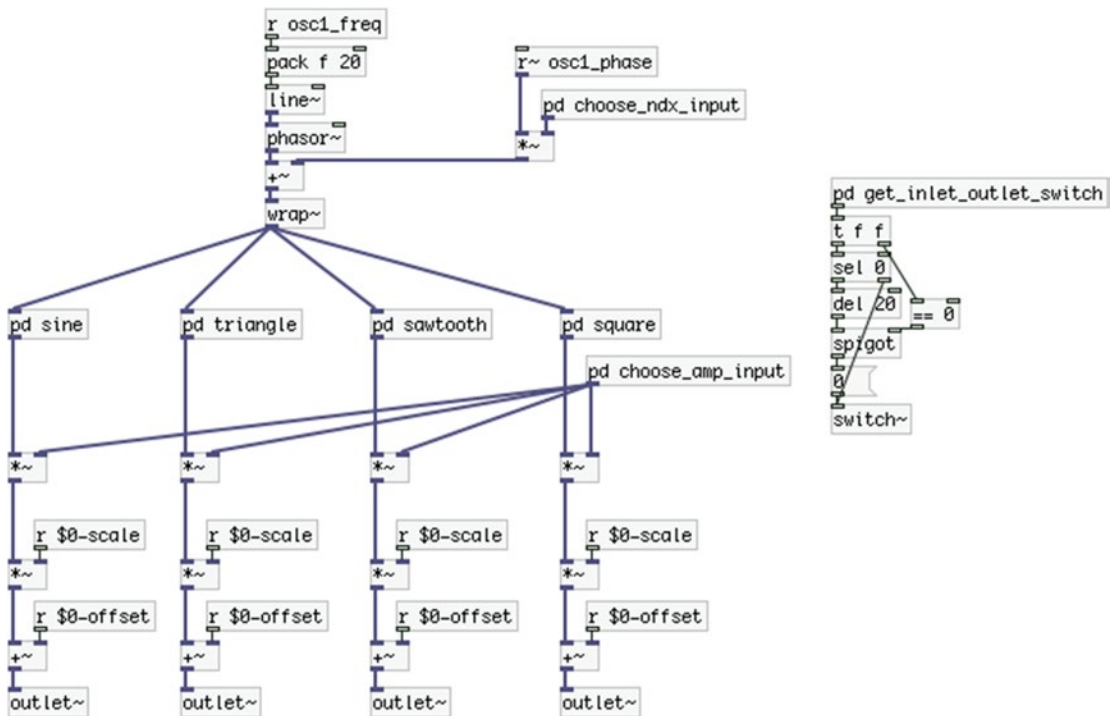 r osc1_freq
pack f 20
r~ osc1_phase
line~
pd choose_ndx_input
phasor~
*~
+~
wrap~
pd get_inlet_outlet_switch
t f f
sel 0
del 20
== 0
spigot
0
switch~
pd sine
pd triangle
pd sawtooth
pd square
pd choose_amp_input
*~
*~
*~
*~
r $0-scale
r $0-scale
r $0-scale
r $0-scale
*~
*~
*~
*~
r $0-offset
r $0-offset
r $0-offset
r $0-offset
+~
+~
+~
+~
outlet~
outlet~
outlet~
outlet~